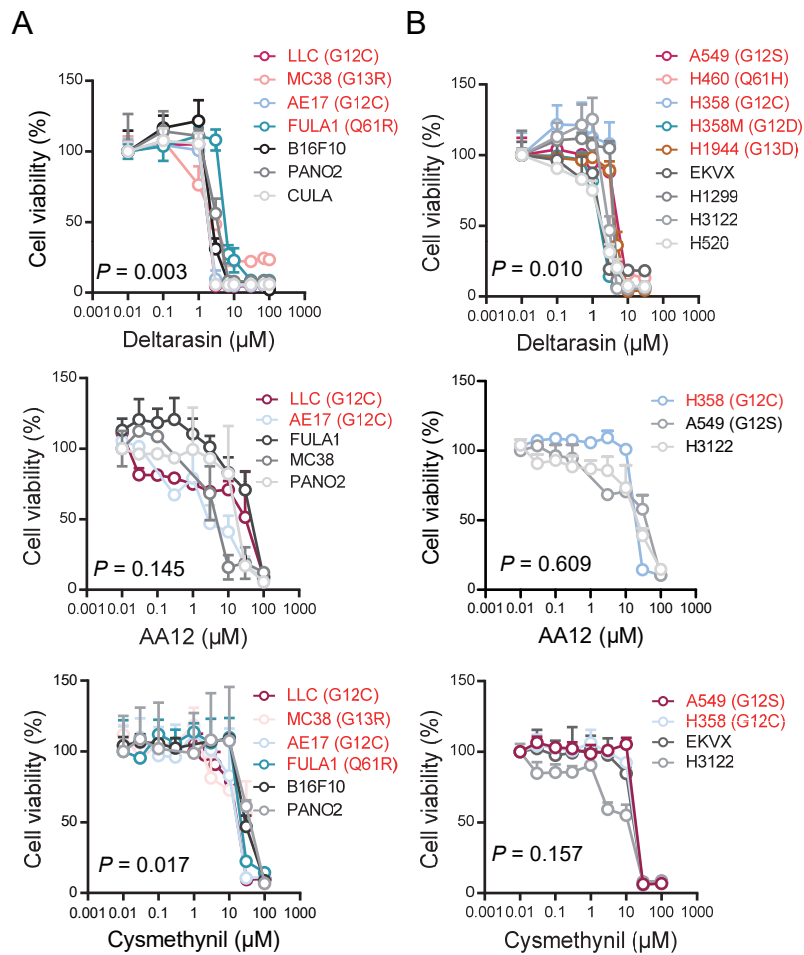 A
LLC (G12C)
MC38 (G13R)
AE17 (G12C)
FULA1 (Q61R)
B16F10
PANO2
CULA
Cell viability (%)
150
100
50
0
P = 0.003
0.001 0.01 0.1 1 10 100 1000
Deltarasin (µM)
B
A549 (G12S)
H460 (Q61H)
H358 (G12C)
H358M (G12D)
H1944 (G13D)
EKVX
H1299
H3122
H520
Cell viability (%)
150
100
50
0
P = 0.010
0.001 0.01 0.1 1 10 100 1000
Deltarasin (µM)
LLC (G12C)
AE17 (G12C)
FULA1
MC38
PANO2
Cell viability (%)
150
100
50
0
P = 0.145
0.001 0.01 0.1 1 10 100 1000
AA12 (µM)
H358 (G12C)
A549 (G12S)
H3122
Cell viability (%)
150
100
50
0
P = 0.609
0.001 0.01 0.1 1 10 100 1000
AA12 (µM)
LLC (G12C)
MC38 (G13R)
AE17 (G12C)
FULA1 (Q61R)
B16F10
PANO2
Cell viability (%)
150
100
50
0
P = 0.017
0.001 0.01 0.1 1 10 100 1000
Cysmethynil (µM)
A549 (G12S)
H358 (G12C)
EKVX
H3122
Cell viability (%)
150
100
50
0
P = 0.157
0.001 0.01 0.1 1 10 100 1000
Cysmethynil (µM)